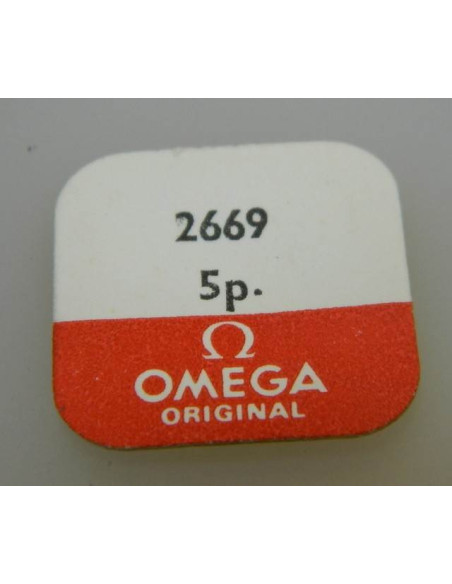 2669
5p.
Ω
OMEGA
ORIGINAL